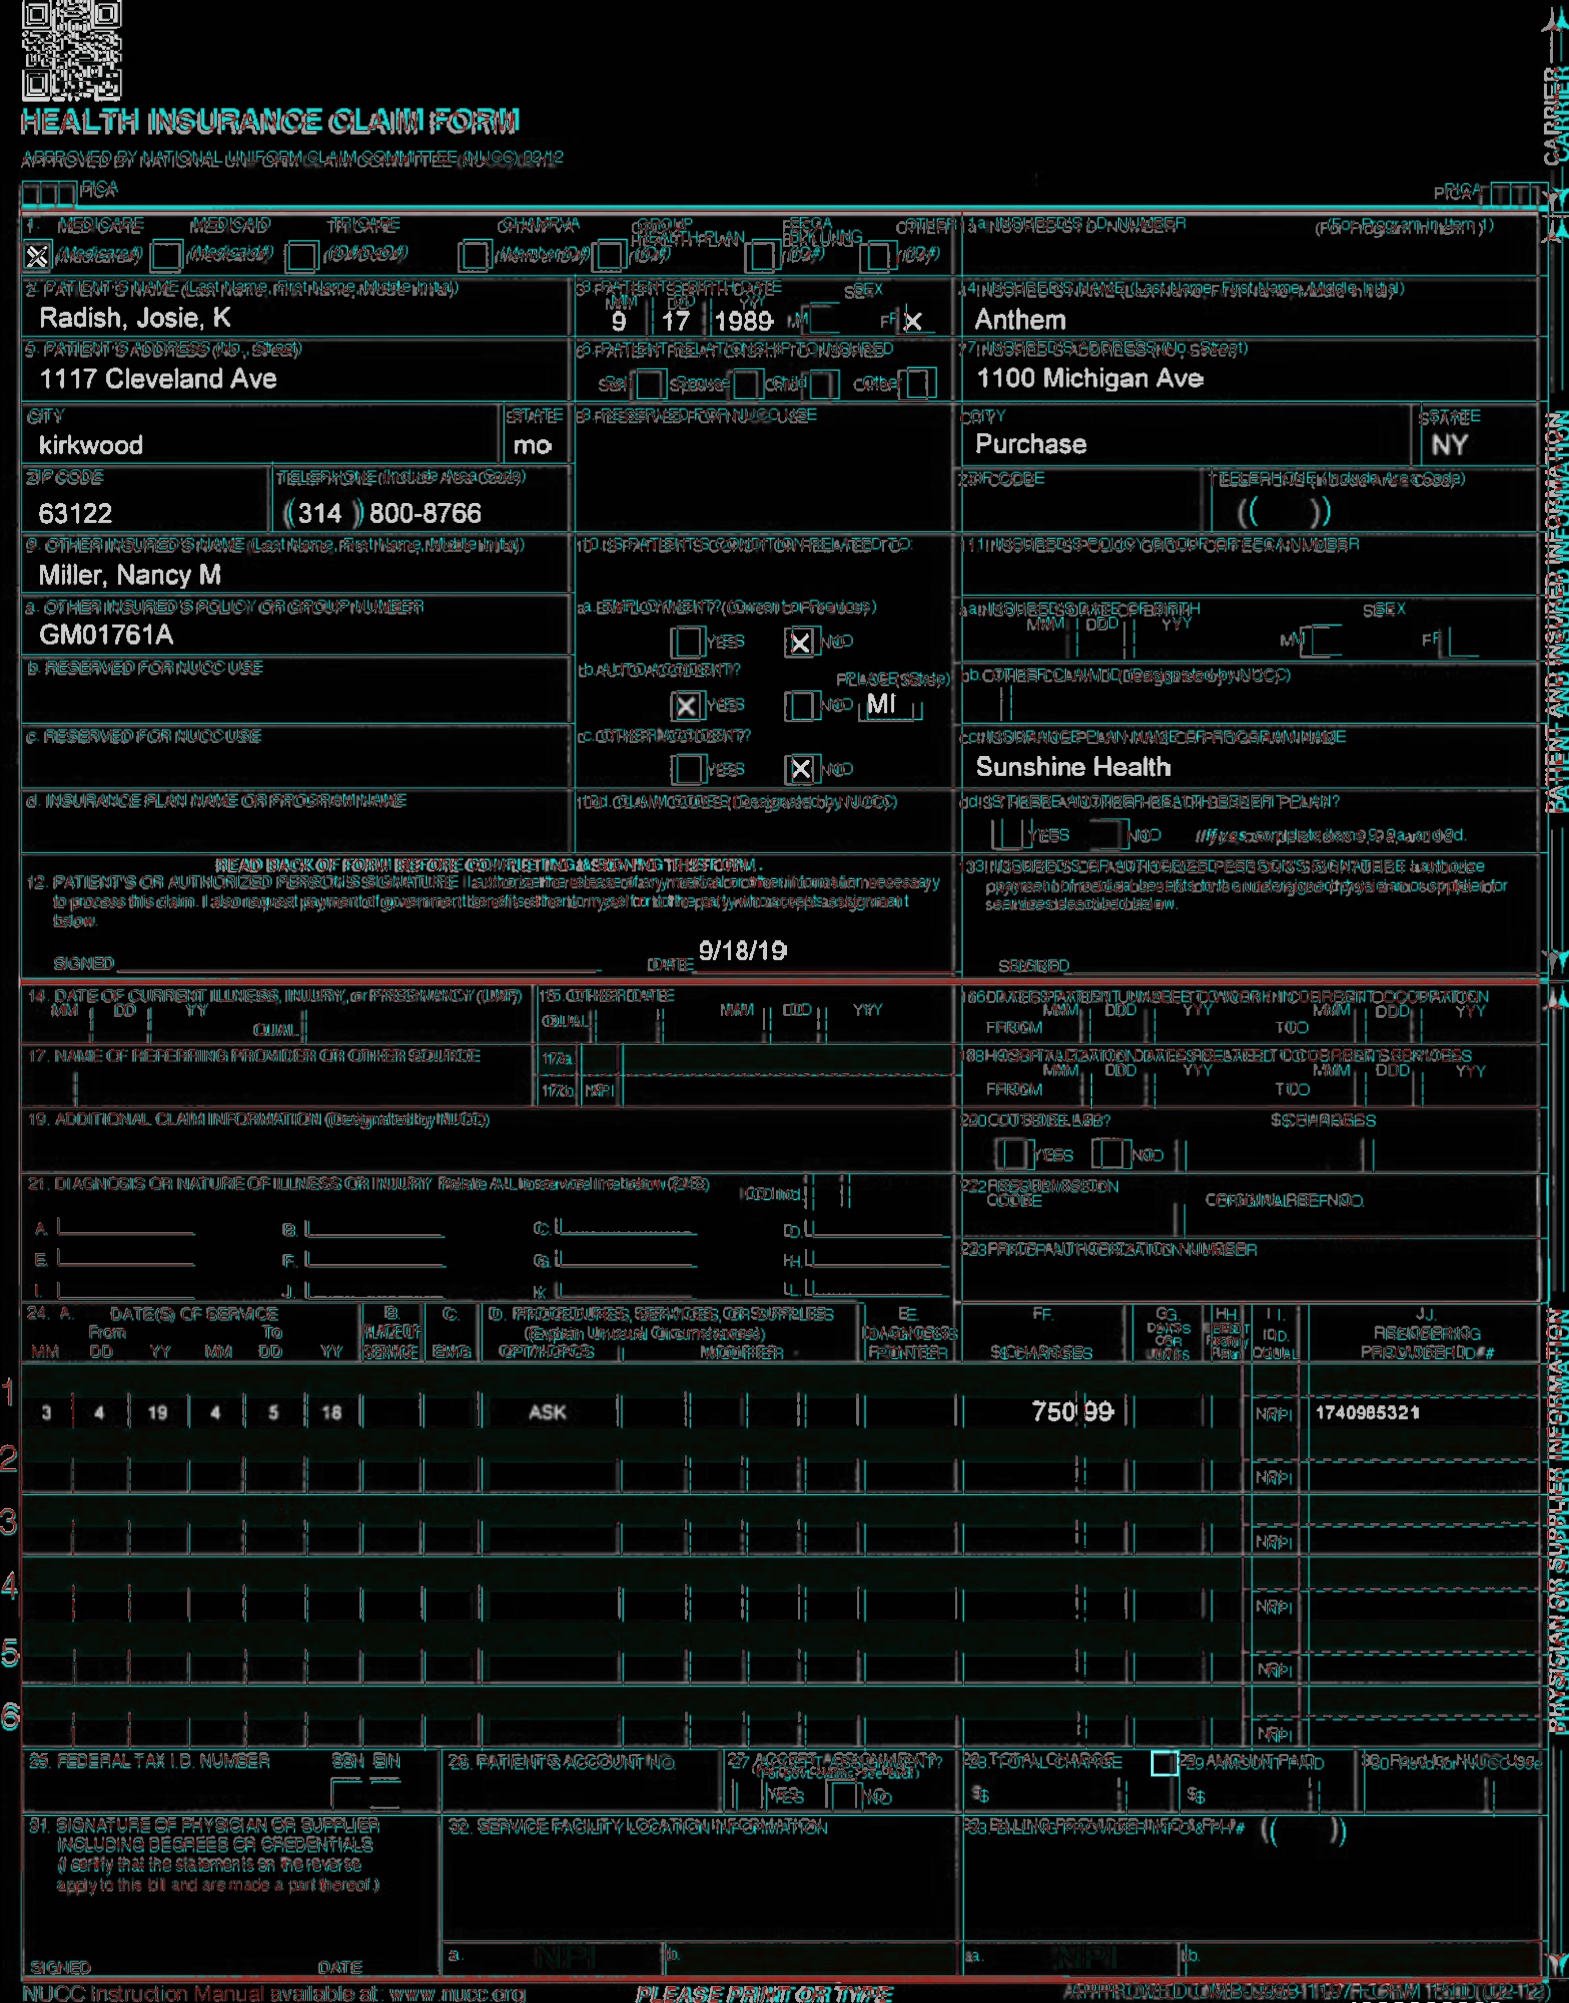 HEALTH INSURANCE CLAIM FORM
APPROVED BY NATIONAL UNIFORM CLAIM COMMITTEE (NUCC) 02/12
PICA
PICA
CARRIER
1. MEDICARE MEDICAID TRICARE CHAMPVA GROUP HEALTH PLAN FECA BLK LUNG OTHER
(Medicare#) (Medicaid#) (ID#/DoD#) (Member ID#) (ID#) (ID#) (ID#)
1a. INSURED'S I.D. NUMBER (For Program in Item 1)
2. PATIENT'S NAME (Last Name, First Name, Middle Initial)
Radish, Josie, K
3. PATIENT'S BIRTH DATE SEX
MM DD YY
9 17 1989 M F X
4. INSURED'S NAME (Last Name, First Name, Middle Initial)
Anthem
5. PATIENT'S ADDRESS (No., Street)
1117 Cleveland Ave
6. PATIENT RELATIONSHIP TO INSURED
Self Spouse Child Other
7. INSURED'S ADDRESS (No., Street)
1100 Michigan Ave
CITY STATE
kirkwood mo
8. RESERVED FOR NUCC USE
CITY STATE
Purchase NY
ZIP CODE TELEPHONE (Include Area Code)
63122 (314) 800-8766
ZIP CODE TELEPHONE (Include Area Code)
( )
9. OTHER INSURED'S NAME (Last Name, First Name, Middle Initial)
Miller, Nancy M
10. IS PATIENT'S CONDITION RELATED TO:
11. INSURED'S POLICY GROUP OR FECA NUMBER
a. OTHER INSURED'S POLICY OR GROUP NUMBER
GM01761A
a. EMPLOYMENT? (Current or Previous)
YES X NO
a. INSURED'S DATE OF BIRTH SEX
MM DD YY M F
b. RESERVED FOR NUCC USE
b. AUTO ACCIDENT? PLACE (State)
X YES NO MI
b. OTHER CLAIM ID (Designated by NUCC)
c. RESERVED FOR NUCC USE
c. OTHER ACCIDENT?
YES X NO
c. INSURANCE PLAN NAME OR PROGRAM NAME
Sunshine Health
d. INSURANCE PLAN NAME OR PROGRAM NAME
10d. CLAIM CODES (Designated by NUCC)
d. IS THERE ANOTHER HEALTH BENEFIT PLAN?
YES NO If yes, complete items 9, 9a, and 9d.
READ BACK OF FORM BEFORE COMPLETING & SIGNING THIS FORM.
12. PATIENT'S OR AUTHORIZED PERSON'S SIGNATURE I authorize the release of any medical or other information necessary
to process this claim. I also request payment of government benefits either to myself or to the party who accepts assignment
below.
SIGNED DATE 9/18/19
13. INSURED'S OR AUTHORIZED PERSON'S SIGNATURE I authorize
payment of medical benefits to the undersigned physician or supplier for
services described below.
SIGNED
PATIENT AND INSURED INFORMATION
14. DATE OF CURRENT ILLNESS, INJURY, or PREGNANCY (LMP)
MM DD YY QUAL.
15. OTHER DATE
QUAL. MM DD YY
16. DATES PATIENT UNABLE TO WORK IN CURRENT OCCUPATION
MM DD YY MM DD YY
FROM TO
17. NAME OF REFERRING PROVIDER OR OTHER SOURCE
17a.
17b. NPI
18. HOSPITALIZATION DATES RELATED TO CURRENT SERVICES
MM DD YY MM DD YY
FROM TO
19. ADDITIONAL CLAIM INFORMATION (Designated by NUCC)
20. OUTSIDE LAB? $ CHARGES
YES NO
21. DIAGNOSIS OR NATURE OF ILLNESS OR INJURY Relate A-L to service line below (24E) ICD Ind.
A. B. C. D.
E. F. G. H.
I. J. K. L.
22. RESUBMISSION CODE ORIGINAL REF. NO.
23. PRIOR AUTHORIZATION NUMBER
24. A. DATE(S) OF SERVICE B. C. D. PROCEDURES, SERVICES, OR SUPPLIES E. F. G. H. I. J.
From To PLACE OF (Explain Unusual Circumstances) DIAGNOSIS DAYS OR UNITS EPSDT Family Plan ID. RENDERING
MM DD YY MM DD YY SERVICE EMG CPT/HCPCS MODIFIER POINTER $ CHARGES QUAL. PROVIDER ID. #
1
3 4 19 4 5 18 ASK 750 99 NPI 1740985321
2
NPI
3
NPI
4
NPI
5
NPI
6
NPI
PHYSICIAN OR SUPPLIER INFORMATION
25. FEDERAL TAX I.D. NUMBER SSN EIN
26. PATIENT'S ACCOUNT NO.
27. ACCEPT ASSIGNMENT?
(For govt. claims, see back)
YES NO
28. TOTAL CHARGE
$
29. AMOUNT PAID
$
30. Rsvd for NUCC Use
31. SIGNATURE OF PHYSICIAN OR SUPPLIER
INCLUDING DEGREES OR CREDENTIALS
(I certify that the statements on the reverse
apply to this bill and are made a part thereof.)
SIGNED DATE
32. SERVICE FACILITY LOCATION INFORMATION
a. NPI b.
33. BILLING PROVIDER INFO & PH # ( )
a. NPI b.
NUCC Instruction Manual available at: www.nucc.org
PLEASE PRINT OR TYPE